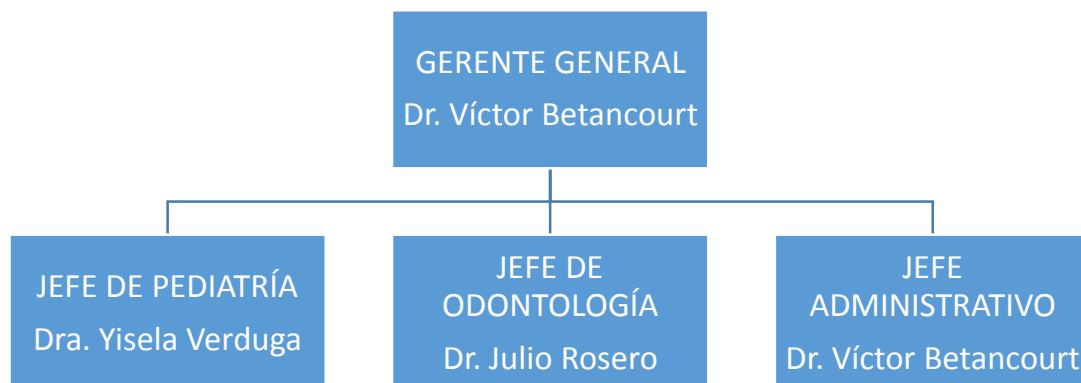 GERENTE GENERAL
Dr. Víctor Betancourt
JEFE DE PEDIATRÍA
Dra. Yisela Verduga
JEFE DE
ODONTOLOGÍA
Dr. Julio Rosero
JEFE
ADMINISTRATIVO
Dr. Víctor Betancourt